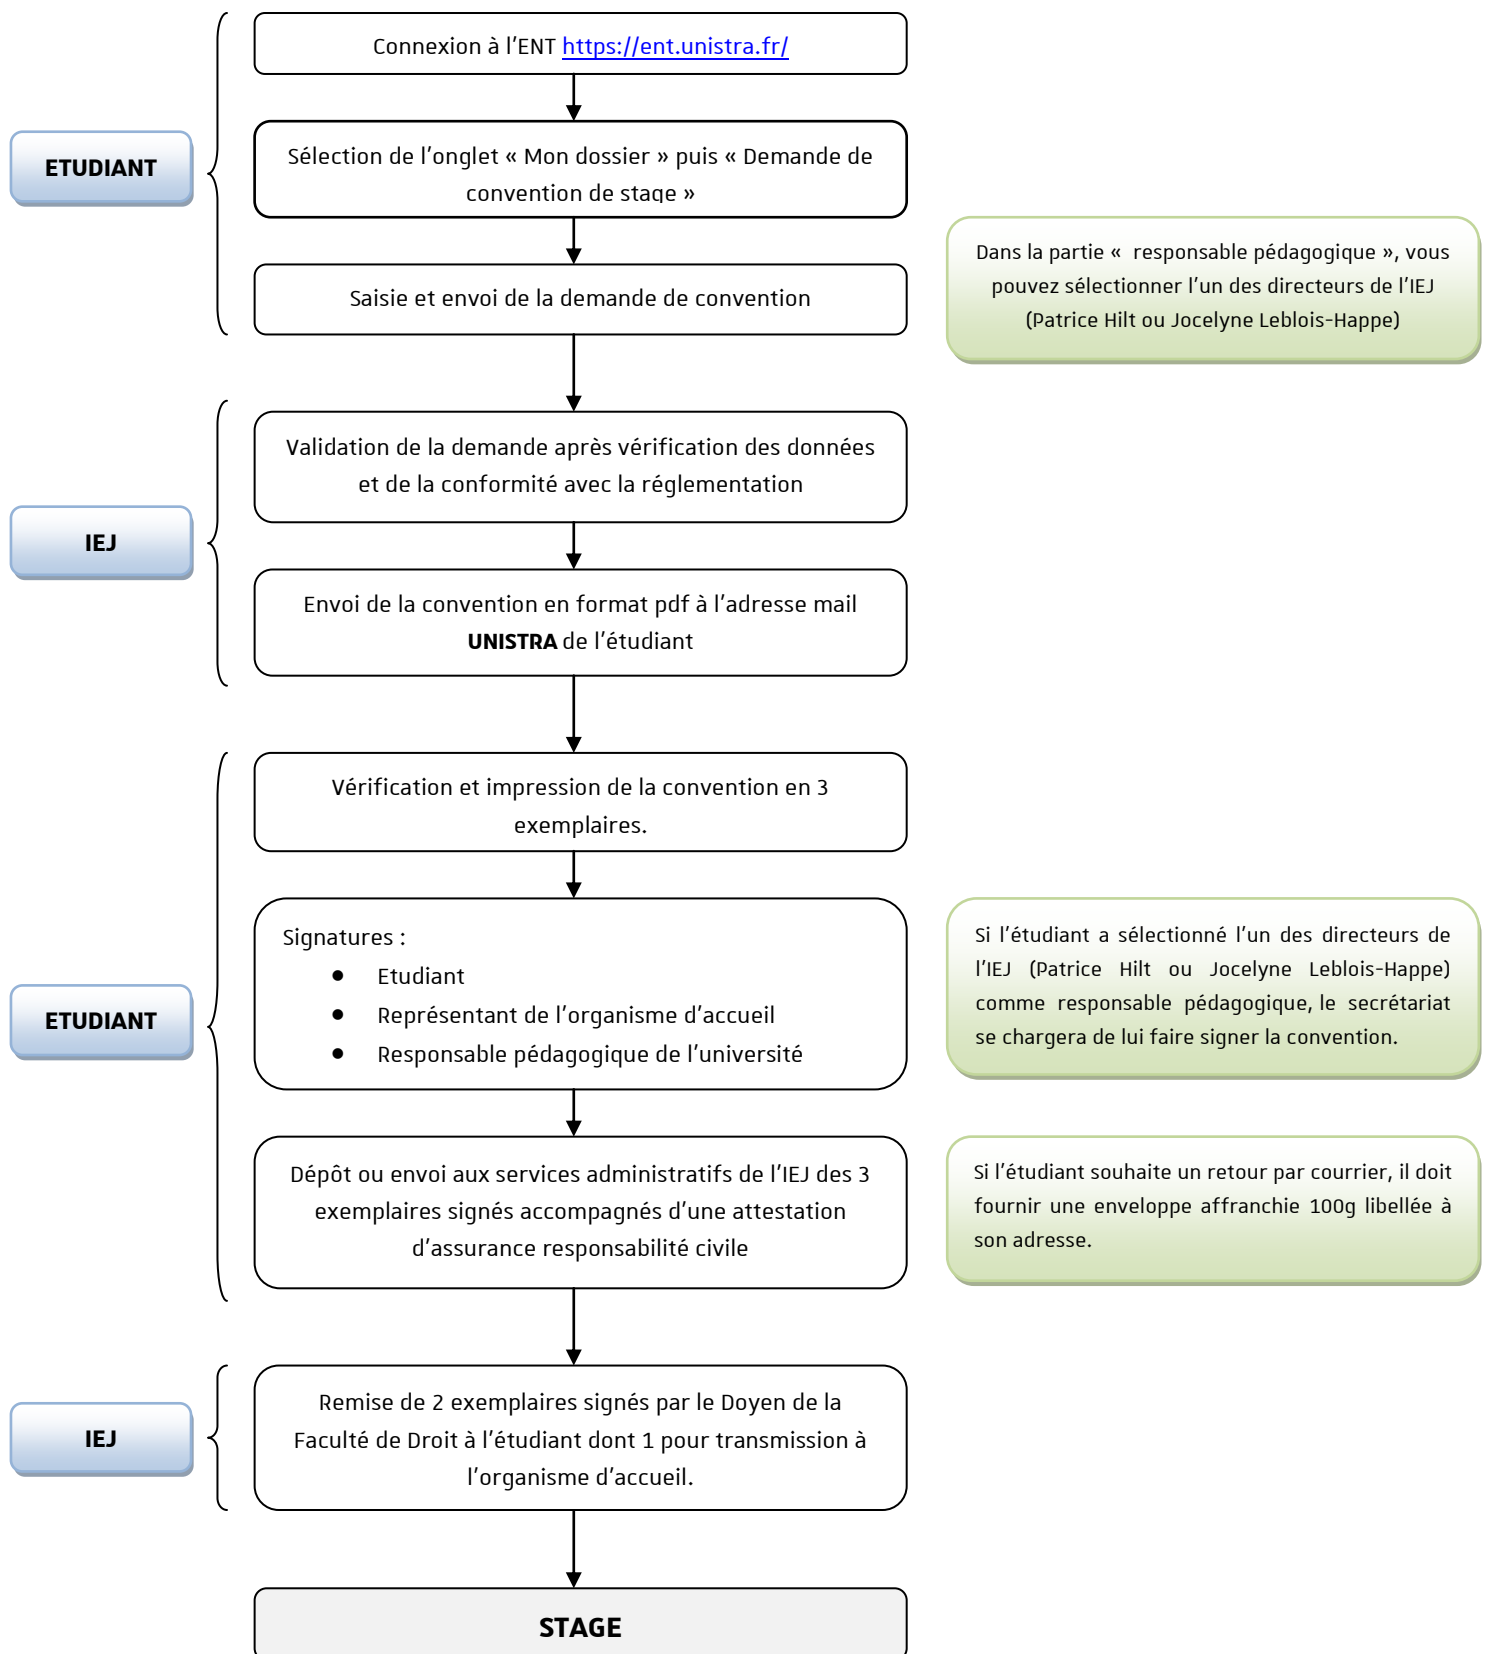 Connexion à l'ENT https://ent.unistra.fr/
ETUDIANT
Sélection de l'onglet « Mon dossier » puis « Demande de
convention de stage »
Saisie et envoi de la demande de convention
Dans la partie «  responsable pédagogique », vous
pouvez sélectionner l'un des directeurs de l'IEJ
(Patrice Hilt ou Jocelyne Leblois-Happe)
IEJ
Validation de la demande après vérification des données
et de la conformité avec la réglementation
Envoi de la convention en format pdf à l'adresse mail
UNISTRA de l'étudiant
ETUDIANT
Vérification et impression de la convention en 3
exemplaires.
Signatures :
● Etudiant
● Représentant de l'organisme d'accueil
● Responsable pédagogique de l'université
Si l'étudiant a sélectionné l'un des directeurs de
l'IEJ (Patrice Hilt ou Jocelyne Leblois-Happe)
comme responsable pédagogique, le secrétariat
se chargera de lui faire signer la convention.
Dépôt ou envoi aux services administratifs de l'IEJ des 3
exemplaires signés accompagnés d'une attestation
d'assurance responsabilité civile
Si l'étudiant souhaite un retour par courrier, il doit
fournir une enveloppe affranchie 100g libellée à
son adresse.
IEJ
Remise de 2 exemplaires signés par le Doyen de la
Faculté de Droit à l'étudiant dont 1 pour transmission à
l'organisme d'accueil.
STAGE